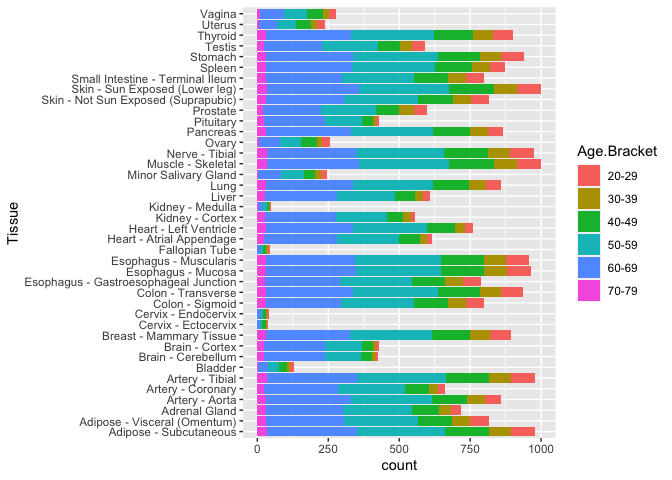 Vagina
Uterus
Thyroid
Testis
Stomach
Spleen
Small Intestine - Terminal Ileum
Skin - Sun Exposed (Lower leg)
Skin - Not Sun Exposed (Suprapubic)
Prostate
Pituitary
Pancreas
Ovary
Nerve - Tibial
Muscle - Skeletal
Minor Salivary Gland
Lung
Liver
Kidney - Medulla
Kidney - Cortex
Heart - Left Ventricle
Heart - Atrial Appendage
Fallopian Tube
Esophagus - Muscularis
Esophagus - Mucosa
Esophagus - Gastroesophageal Junction
Colon - Transverse
Colon - Sigmoid
Cervix - Endocervix
Cervix - Ectocervix
Breast - Mammary Tissue
Brain - Cortex
Brain - Cerebellum
Bladder
Artery - Tibial
Artery - Coronary
Artery - Aorta
Adrenal Gland
Adipose - Visceral (Omentum)
Adipose - Subcutaneous
Tissue
0 250 500 750 1000
count
Age.Bracket
20-29
30-39
40-49
50-59
60-69
70-79